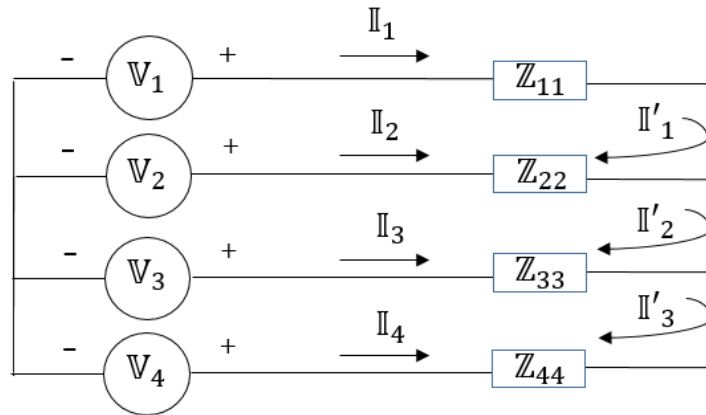 𝕀₁
− 𝕍₁ + ℤ₁₁
𝕀₂ 𝕀′₁
− 𝕍₂ + ℤ₂₂
𝕀₃ 𝕀′₂
− 𝕍₃ + ℤ₃₃
𝕀₄ 𝕀′₃
− 𝕍₄ + ℤ₄₄